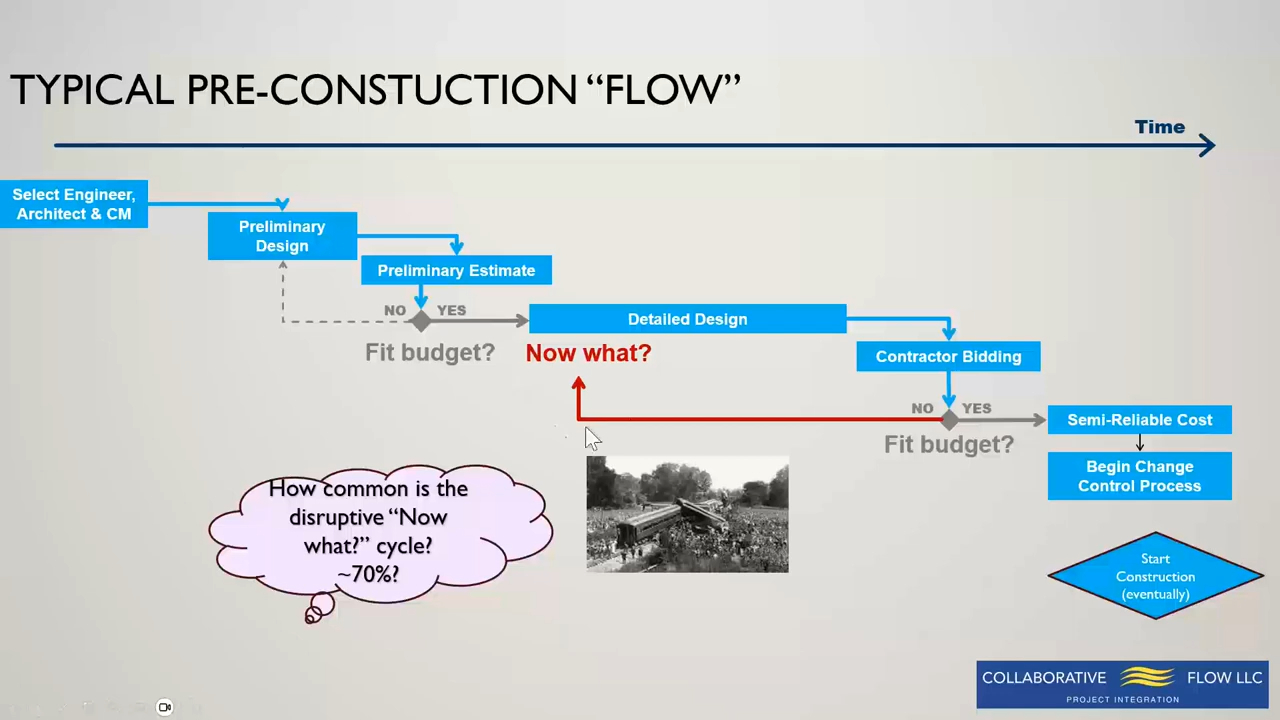 TYPICAL PRE-CONSTUCTION “FLOW”
Time
Select Engineer,
Architect & CM
Preliminary
Design
Preliminary Estimate
NO
YES
Fit budget?
Detailed Design
Now what?
Contractor Bidding
NO
YES
Fit budget?
Semi-Reliable Cost
Begin Change
Control Process
How common is the
disruptive “Now
what?” cycle?
~70%?
Start
Construction
(eventually)
COLLABORATIVE FLOW LLC
PROJECT INTEGRATION